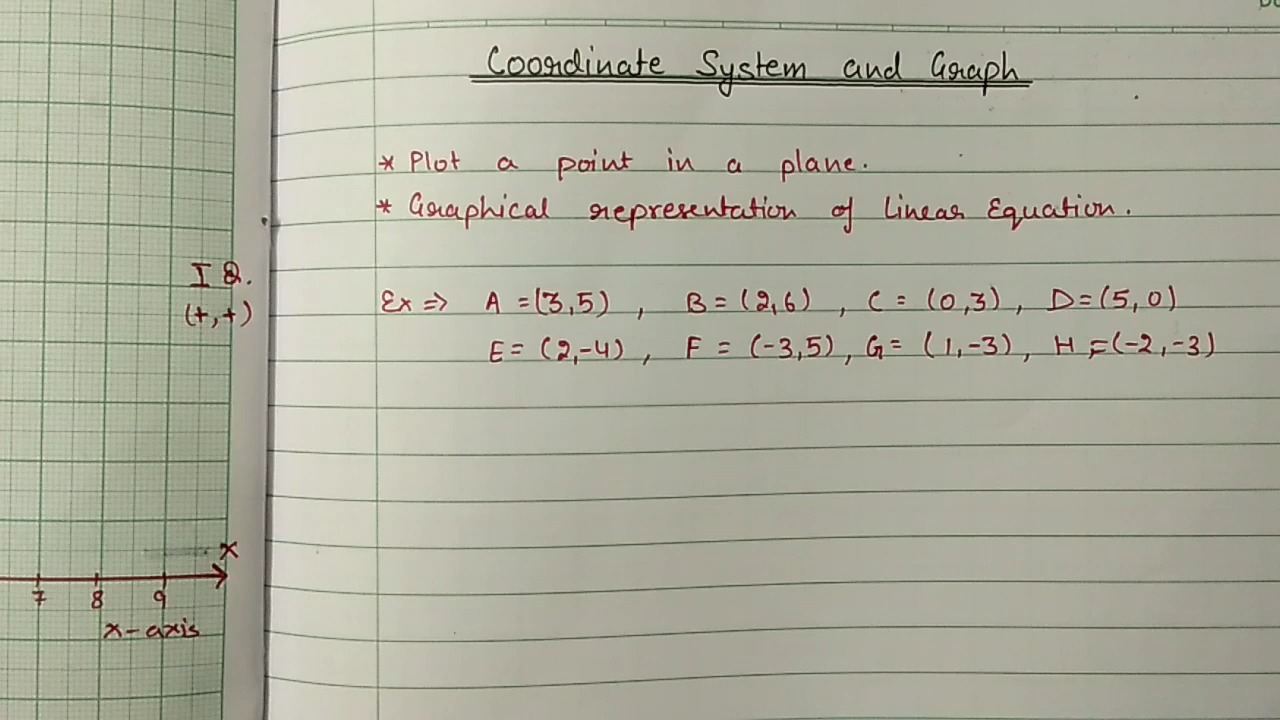 Coordinate System and Graph
* Plot a point in a plane.
* Graphical representation of Linear Equation.
I Q.
(+,+)
Ex ⇒ A = (3,5) , B = (2,6) , C = (0,3) , D = (5,0)
E = (2,-4) , F = (-3,5) , G = (1,-3) , H = (-2,-3)
X
7 8 9
x-axis